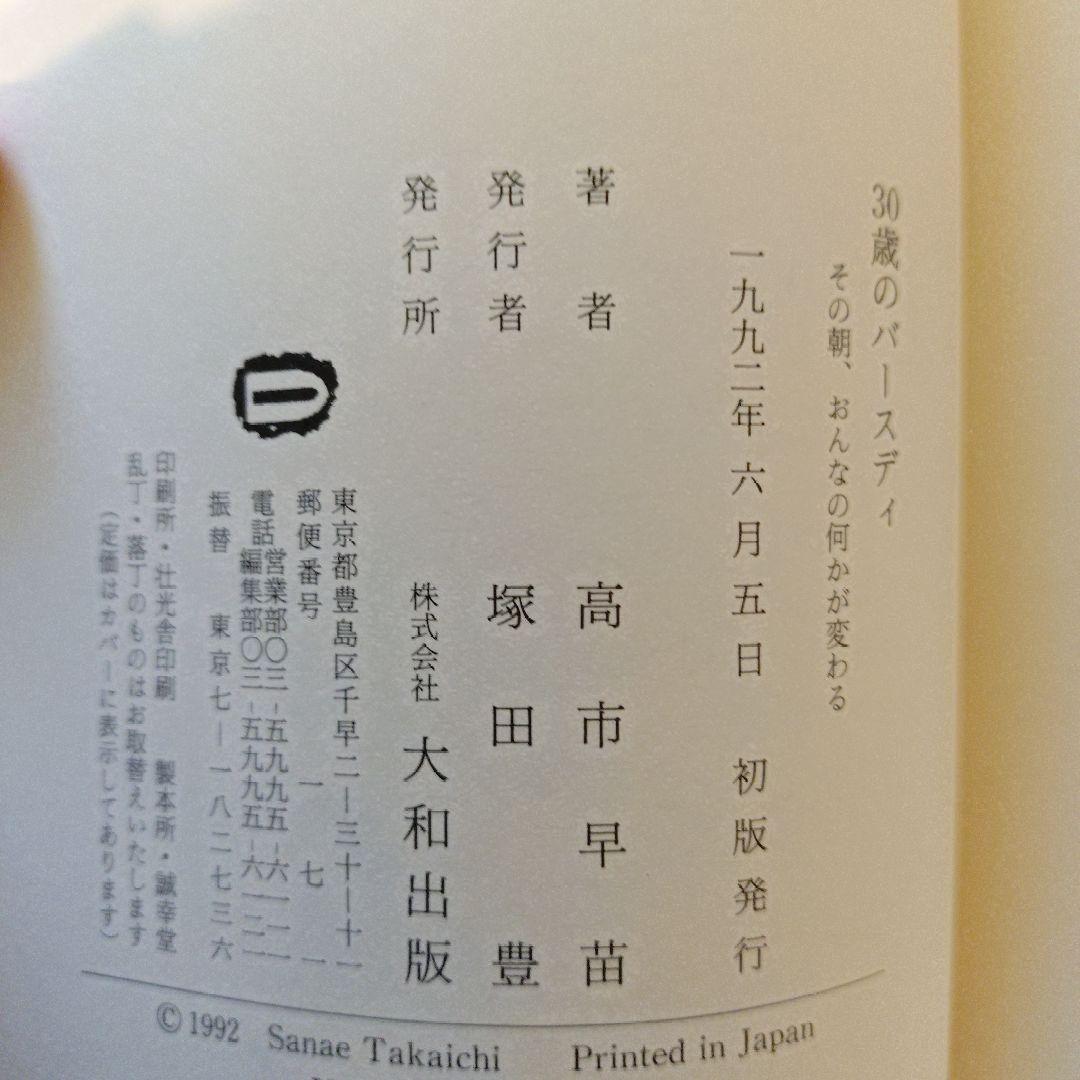 30歳のバースディ
その朝、おんなの何かが変わる
一九九二年六月五日　初版発行
著者　高市早苗
発行者　塚田豊
発行所　株式会社大和出版
東京都豊島区千早二―三十―十一
郵便番号　一七一
電話　営業部〇三-五九九五-六一一一
編集部〇三-五九九五-六一二一
振替　東京七―一八二七三六
印刷所・壮光舎印刷　製本所・誠幸堂
乱丁・落丁のものはお取替えいたします
（定価はカバーに表示してあります）
© 1992 Sanae Takaichi Printed in Japan